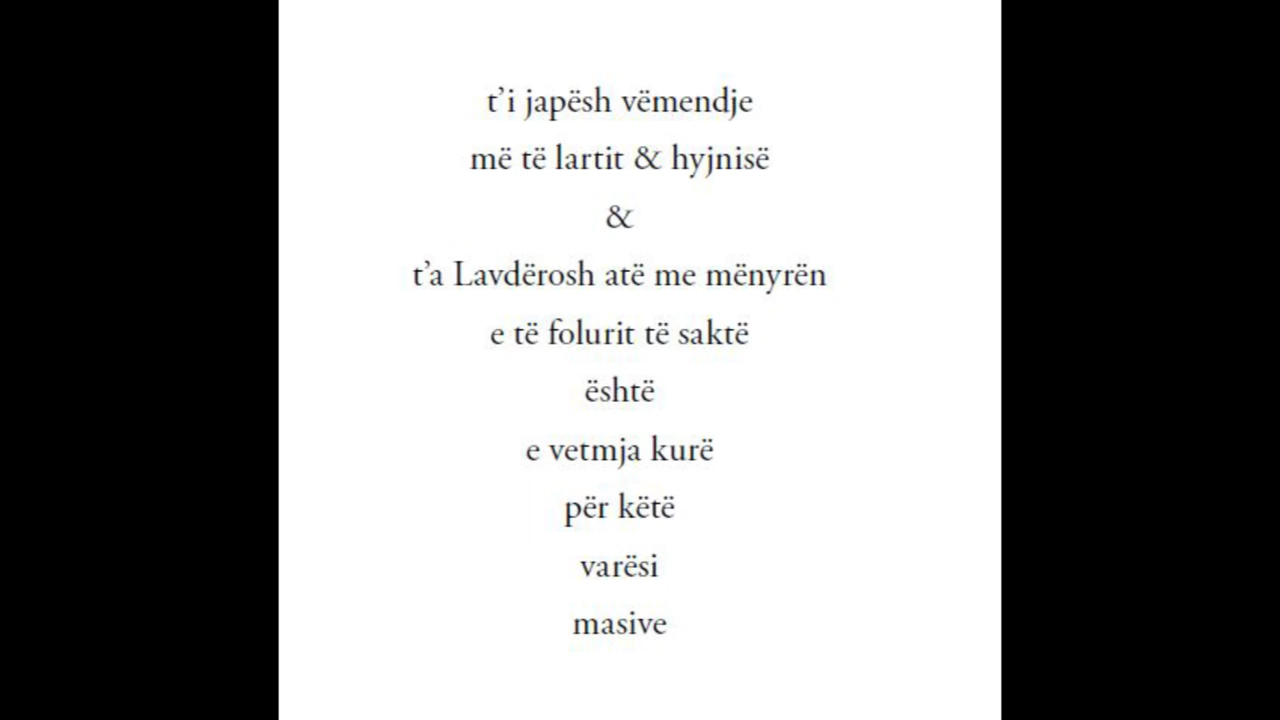 t’i japësh vëmendje
më të lartit & hyjnisë
&
t’a Lavdërosh atë me mënyrën
e të folurit të saktë
është
e vetmja kurë
për këtë
varësi
masive